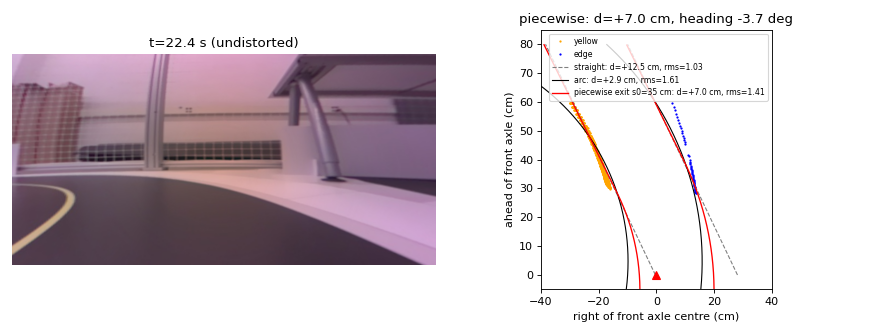 t=22.4 s (undistorted)
piecewise: d=+7.0 cm, heading -3.7 deg
yellow
edge
straight: d=+12.5 cm, rms=1.03
arc: d=+2.9 cm, rms=1.61
piecewise exit s0=35 cm: d=+7.0 cm, rms=1.41
80
70
60
50
40
30
20
10
0
ahead of front axle (cm)
−40
−20
0
20
40
right of front axle centre (cm)